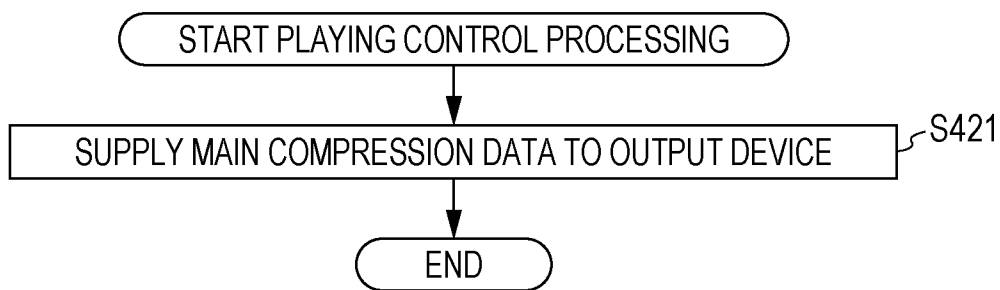 START PLAYING CONTROL PROCESSING
SUPPLY MAIN COMPRESSION DATA TO OUTPUT DEVICE
S421
END